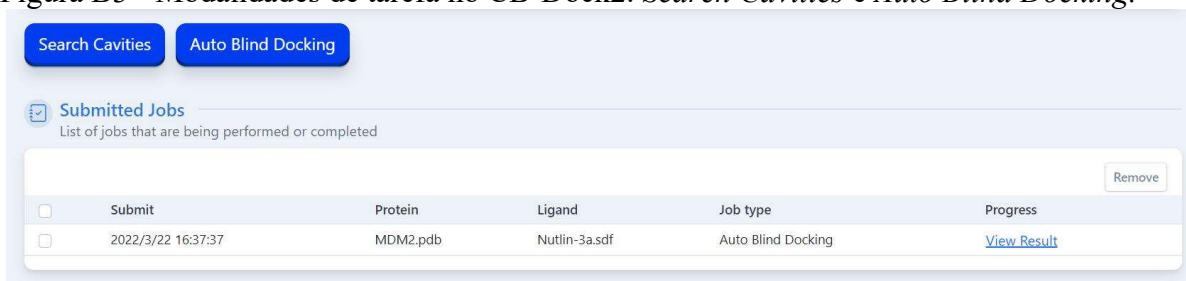 Figura B3 - Modalidades de tarefa no CB-Dock2: Search Cavities e Auto Blind Docking.
Search Cavities Auto Blind Docking
Submitted Jobs
List of jobs that are being performed or completed
Remove
Submit Protein Ligand Job type Progress
2022/3/22 16:37:37 MDM2.pdb Nutlin-3a.sdf Auto Blind Docking View Result